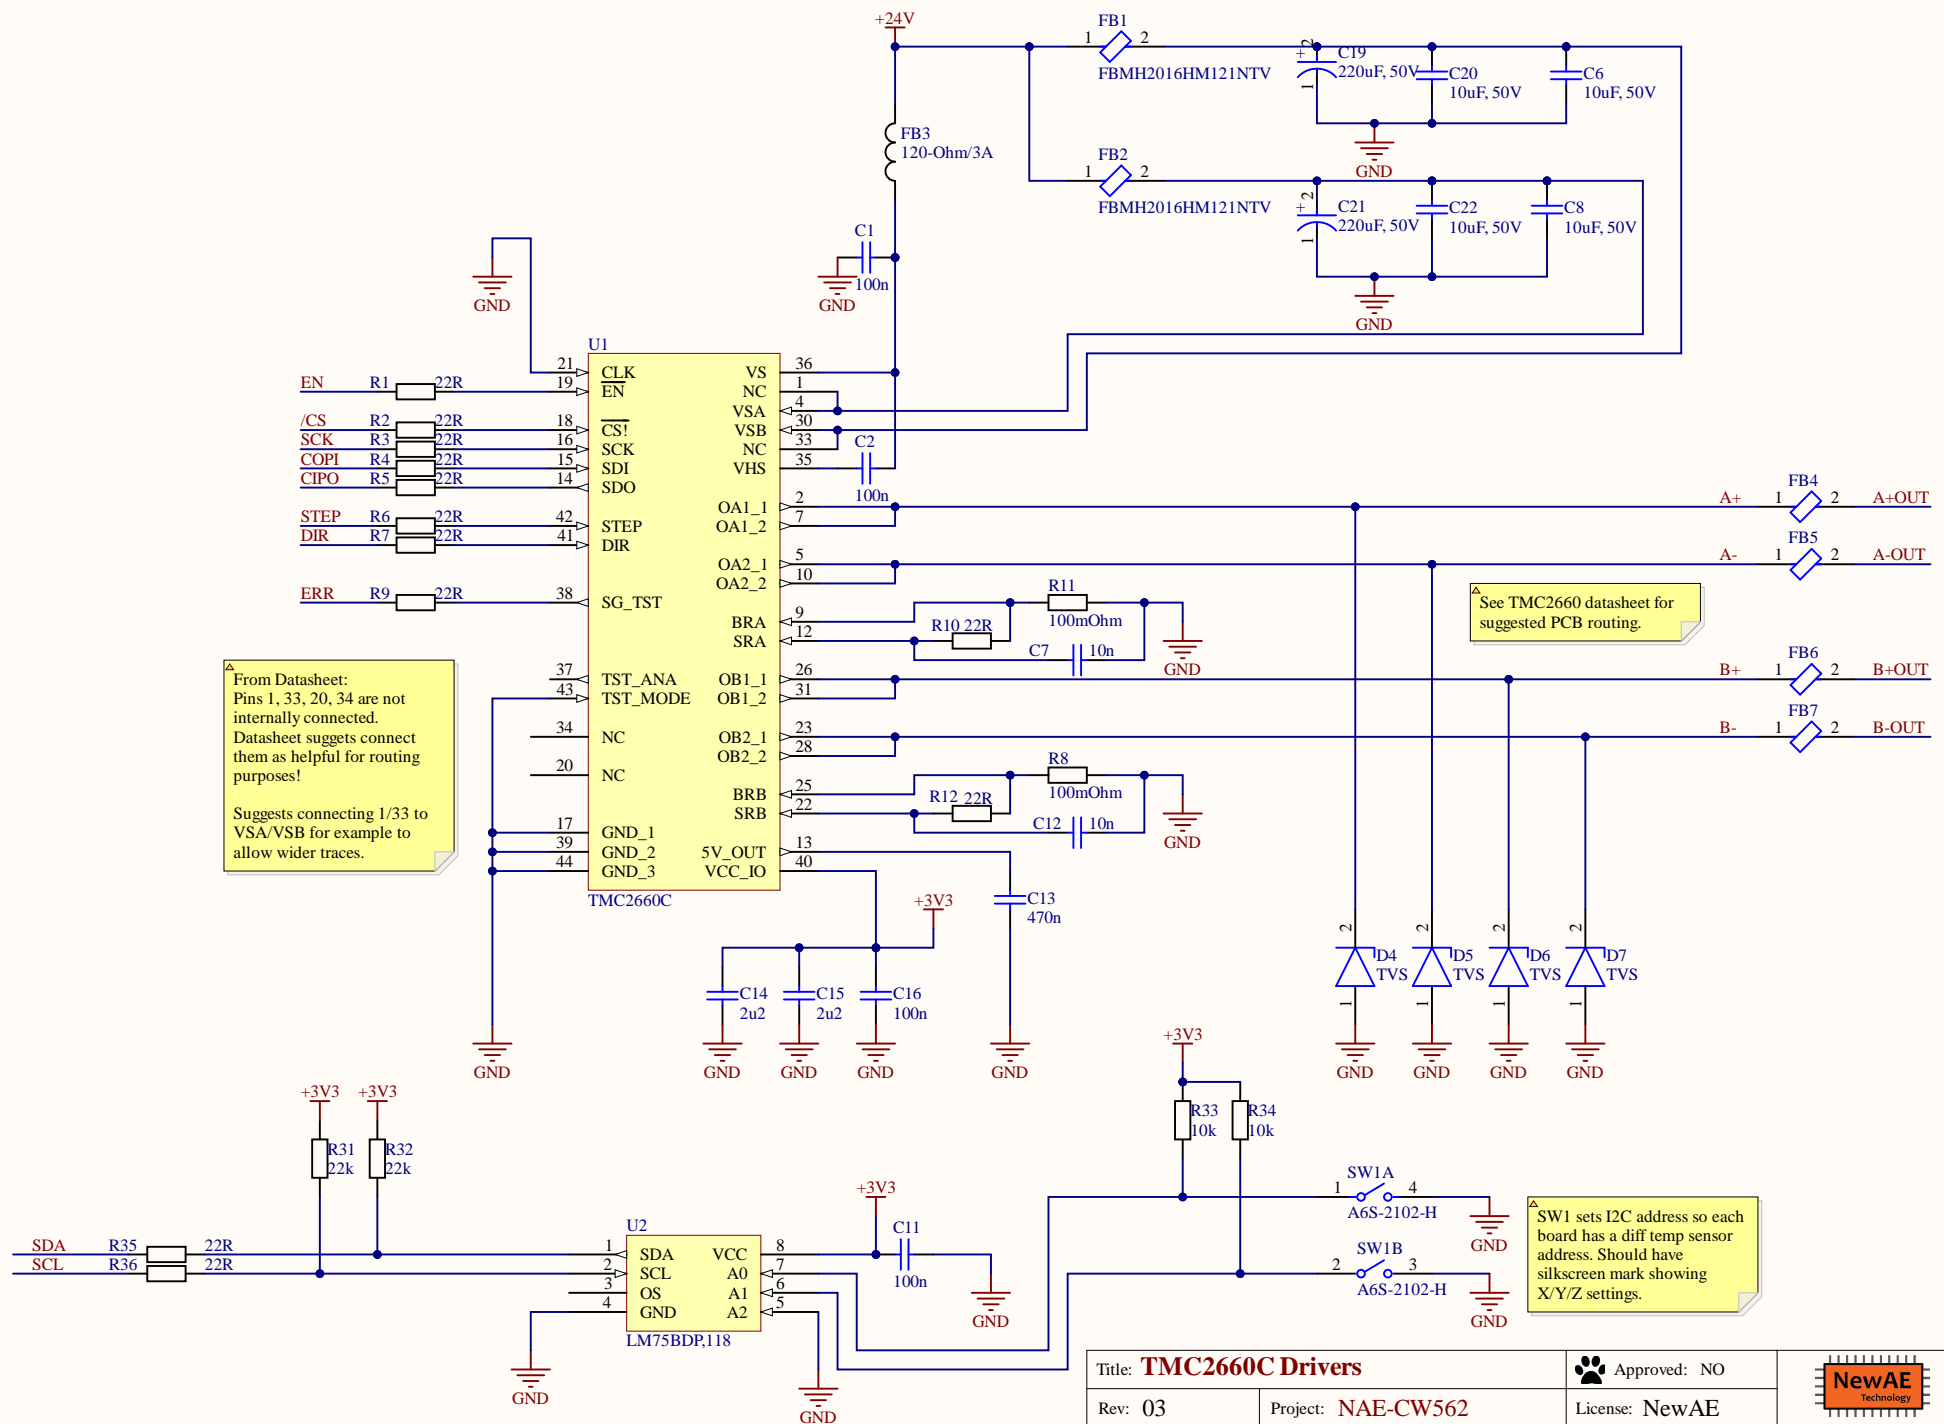 +24V
FB1
1
2
FBMH2016HM121NTV
+
2
1
C19
220uF, 50V
C20
10uF, 50V
C6
10uF, 50V
GND
FB3
120-Ohm/3A
FB2
1
2
FBMH2016HM121NTV
+
2
1
C21
220uF, 50V
C22
10uF, 50V
C8
10uF, 50V
GND
C1
100n
GND
GND
U1
21
CLK
19
EN
18
CS!
16
SCK
15
SDI
14
SDO
42
STEP
41
DIR
38
SG_TST
37
TST_ANA
43
TST_MODE
34
NC
20
NC
17
GND_1
39
GND_2
44
GND_3
VS
36
NC
1
VSA
4
VSB
30
NC
33
VHS
35
OA1_1
2
OA1_2
7
OA2_1
5
OA2_2
10
BRA
9
SRA
12
OB1_1
26
OB1_2
31
OB2_1
23
OB2_2
28
BRB
25
SRB
22
5V_OUT
13
VCC_IO
40
TMC2660C
EN
R1
22R
/CS
R2
22R
SCK
R3
22R
COPI
R4
22R
CIPO
R5
22R
STEP
R6
22R
DIR
R7
22R
ERR
R9
22R
C2
100n
A+
1
FB4
2
A+OUT
A-
1
FB5
2
A-OUT
See TMC2660 datasheet for
suggested PCB routing.
R11
100mOhm
R10 22R
C7
10n
GND
B+
1
FB6
2
B+OUT
B-
1
FB7
2
B-OUT
R8
100mOhm
R12 22R
C12
10n
GND
From Datasheet:
Pins 1, 33, 20, 34 are not
internally connected.
Datasheet suggets connect
them as helpful for routing
purposes!
Suggests connecting 1/33 to
VSA/VSB for example to
allow wider traces.
GND
+3V3
C14
2u2
GND
C15
2u2
GND
C16
100n
GND
C13
470n
GND
2
D4
TVS
1
GND
2
D5
TVS
1
GND
2
D6
TVS
1
GND
2
D7
TVS
1
GND
+3V3
+3V3
R31
22k
R32
22k
SDA
R35
22R
SCL
R36
22R
U2
1
SDA
2
SCL
3
OS
4
GND
VCC
8
A0
7
A1
6
A2
5
LM75BDP,118
GND
GND
+3V3
C11
100n
GND
+3V3
R33
10k
R34
10k
SW1A
1
4
A6S-2102-H
GND
SW1B
2
3
A6S-2102-H
GND
SW1 sets I2C address so each
board has a diff temp sensor
address. Should have
silkscreen mark showing
X/Y/Z settings.
Title: TMC2660C Drivers
Approved: NO
Rev: 03
Project: NAE-CW562
License: NewAE
NewAE
Technology